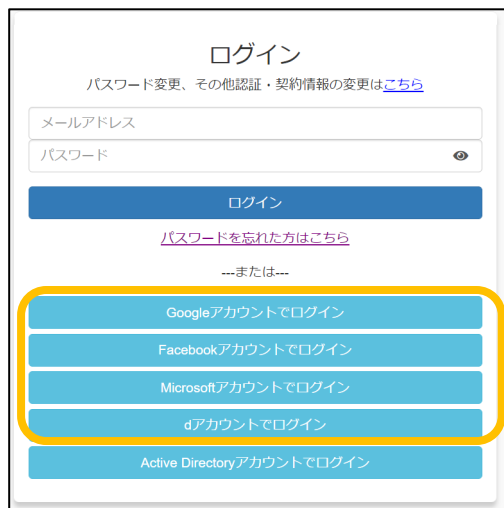 ログイン
パスワード変更、その他認証・契約情報の変更はこちら
メールアドレス
パスワード
ログイン
パスワードを忘れた方はこちら
---または---
Googleアカウントでログイン
Facebookアカウントでログイン
Microsoftアカウントでログイン
dアカウントでログイン
Active Directoryアカウントでログイン